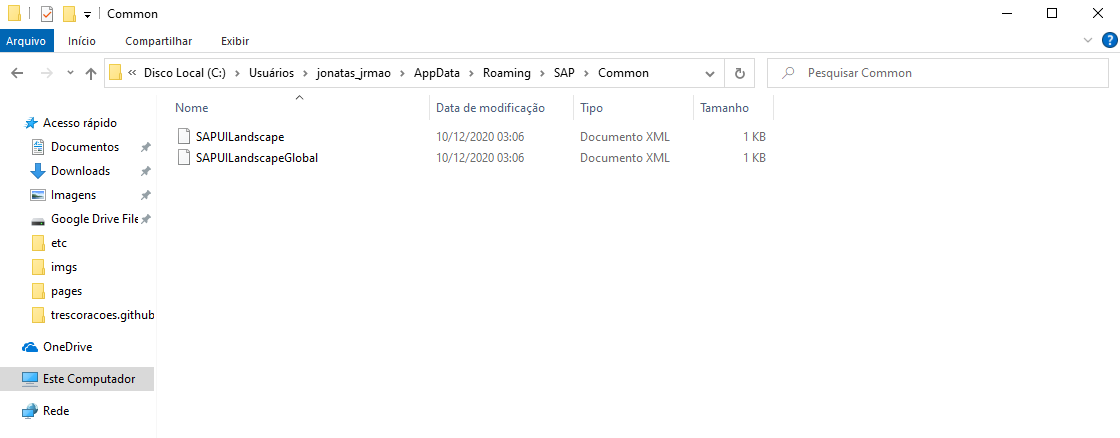 Common
Arquivo Início Compartilhar Exibir
« Disco Local (C:) › Usuários › jonatas_jrmao › AppData › Roaming › SAP › Common
Pesquisar Common
Nome Data de modificação Tipo Tamanho
SAPUILandscape 10/12/2020 03:06 Documento XML 1 KB
SAPUILandscapeGlobal 10/12/2020 03:06 Documento XML 1 KB
Acesso rápido
Documentos
Downloads
Imagens
Google Drive File
etc
imgs
pages
trescoracoes.github
OneDrive
Este Computador
Rede